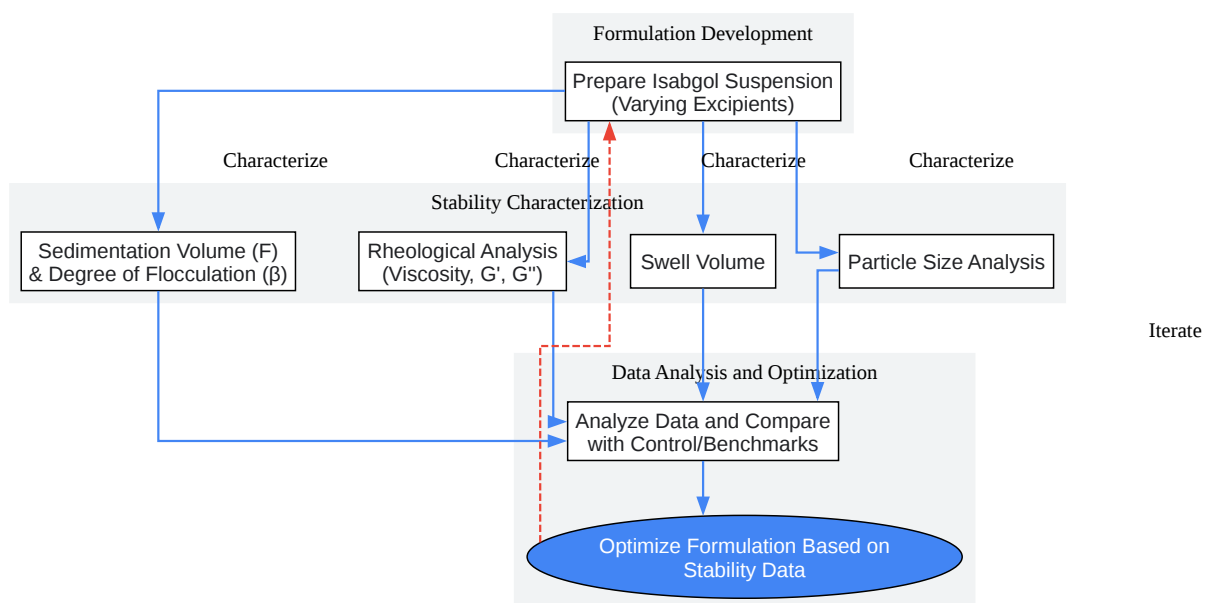 Formulation Development
Prepare Isabgol Suspension
(Varying Excipients)
Characterize
Characterize
Characterize
Characterize
Stability Characterization
Sedimentation Volume (F)
& Degree of Flocculation (β)
Rheological Analysis
(Viscosity, G', G'')
Swell Volume
Particle Size Analysis
Iterate
Data Analysis and Optimization
Analyze Data and Compare
with Control/Benchmarks
Optimize Formulation Based on
Stability Data